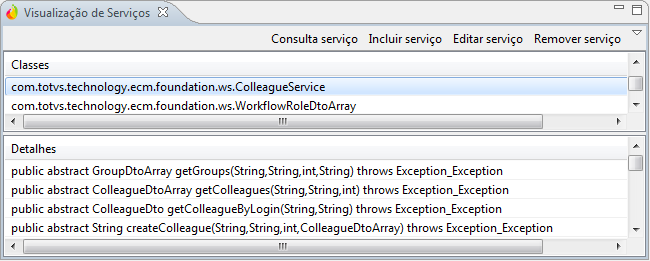 Visualização de Serviços
Consulta serviço Incluir serviço Editar serviço Remover serviço
Classes
com.totvs.technology.ecm.foundation.ws.ColleagueService
com.totvs.technology.ecm.foundation.ws.WorkflowRoleDtoArray
Detalhes
public abstract GroupDtoArray getGroups(String,String,int,String) throws Exception_Exception
public abstract ColleagueDtoArray getColleagues(String,String,int) throws Exception_Exception
public abstract ColleagueDto getColleagueByLogin(String,String) throws Exception_Exception
public abstract String createColleague(String,String,int,ColleagueDtoArray) throws Exception_Exception